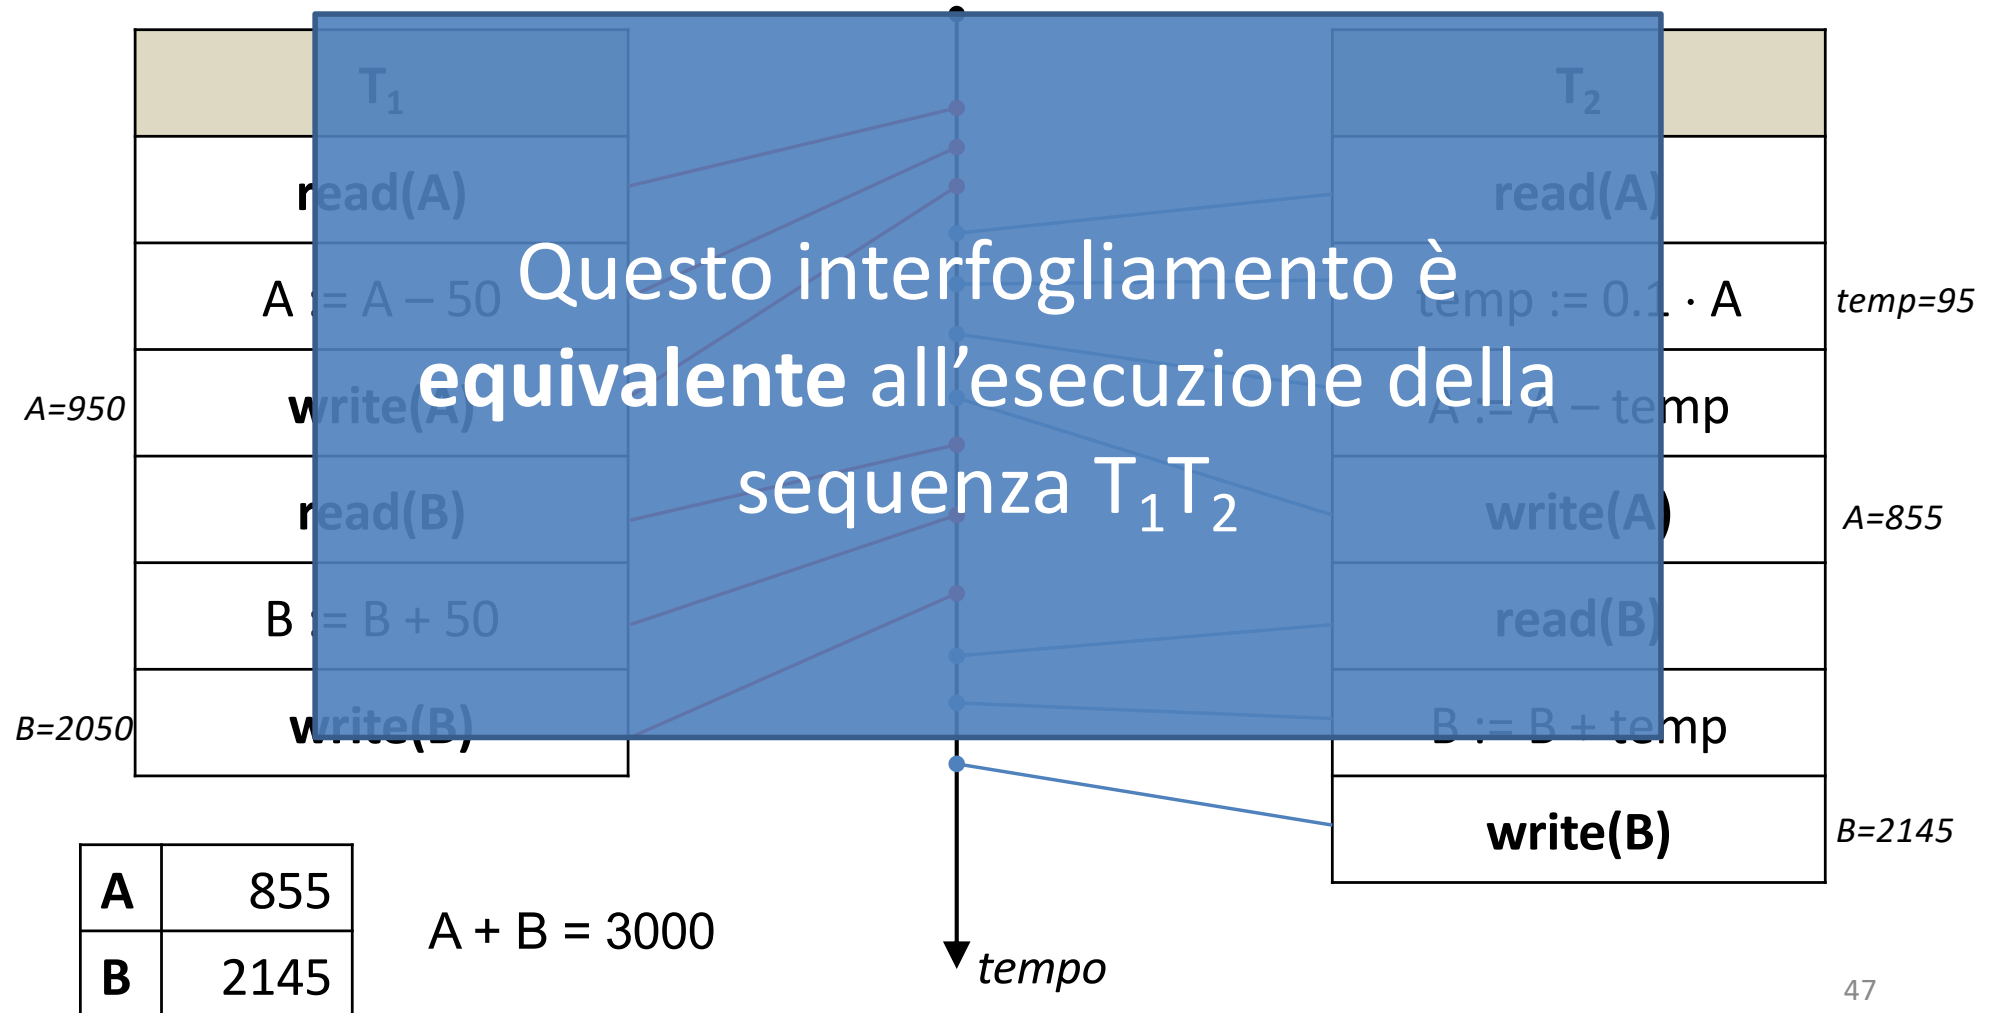 T₁
read(A)
A := A – 50
A=950
write(A)
read(B)
B := B + 50
B=2050
write(B)
Questo interfogliamento è
equivalente all’esecuzione della
sequenza T₁T₂
T₂
read(A)
temp := 0.1 · A
temp=95
A := A – temp
write(A)
A=855
read(B)
B := B + temp
write(B)
B=2145
A 855
B 2145
A + B = 3000
tempo
47